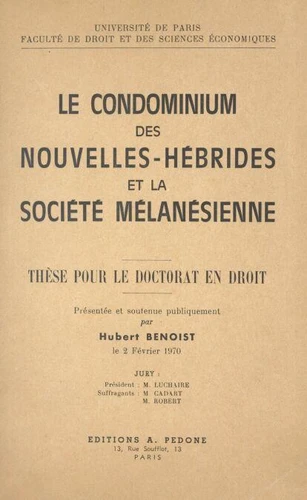 UNIVERSITÉ DE PARIS
FACULTÉ DE DROIT ET DES SCIENCES ÉCONOMIQUES
LE CONDOMINIUM
DES
NOUVELLES-HÉBRIDES
ET LA
SOCIÉTÉ MÉLANÉSIENNE
THÈSE POUR LE DOCTORAT EN DROIT
Présentée et soutenue publiquement
par
Hubert BENOIST
le 2 Février 1970
JURY :
Président : M. LUCHAIRE
Suffragants : M. CADART
M. ROBERT
EDITIONS A. PEDONE
13, Rue Soufflot, 13
PARIS